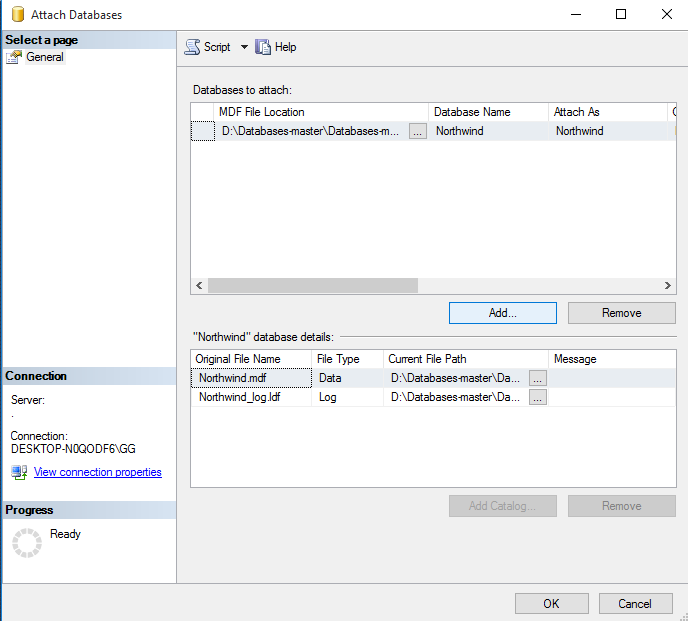 Attach Databases
Select a page
General
Script
Help
Databases to attach:
MDF File Location Database Name Attach As
D:\Databases-master\Databases-m... ... Northwind Northwind
Add... Remove
"Northwind" database details:
Original File Name File Type Current File Path Message
Northwind.mdf Data D:\Databases-master\Da... ...
Northwind_log.ldf Log D:\Databases-master\Da... ...
Add Catalog... Remove
Connection
Server:
.
Connection:
DESKTOP-N0QODF6\GG
View connection properties
Progress
Ready
OK Cancel